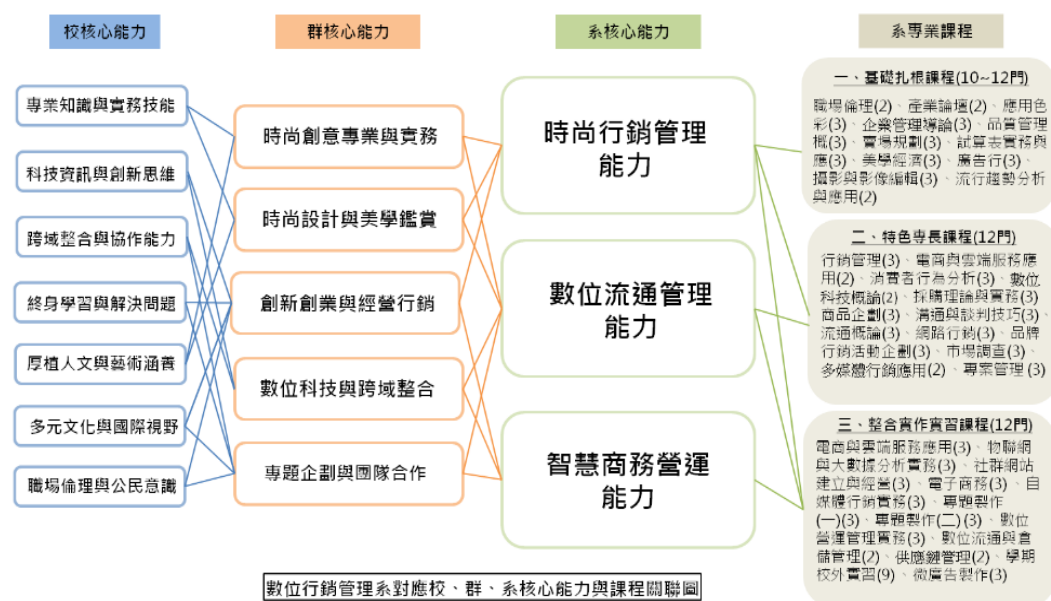 校核心能力
群核心能力
系核心能力
系專業課程
專業知識與實務技能
科技資訊與創新思維
跨域整合與協作能力
終身學習與解決問題
厚植人文與藝術涵養
多元文化與國際視野
職場倫理與公民意識
時尚創意專業與實務
時尚設計與美學鑑賞
創新創業與經營行銷
數位科技與跨域整合
專題企劃與團隊合作
時尚行銷管理
能力
數位流通管理
能力
智慧商務營運
能力
一、基礎扎根課程(10~12門)
職場倫理(2)、產業論壇(2)、應用色
彩(3)、企業管理導論(3)、品質管理
概(3)、賣場規劃(3)、試算表實務與
應(3)、美學經濟(3)、廣告行(3)、
攝影與影像編輯(3)、流行趨勢分析
與應用(2)
二、特色專長課程(12門)
行銷管理(3)、電商與雲端服務應
用(2)、消費者行為分析(3)、數位
科技概論(2)、採購理論與實務(3)、
商品企劃(3)、溝通與談判技巧(3)、
流通概論(3)、網路行銷(3)、品牌
行銷活動企劃(3)、市場調查(3)、
多媒體行銷應用(2)、專案管理(3)
三、整合實作實習課程(12門)
電商與雲端服務應用(3)、物聯網
與大數據分析實務(3)、社群網站
建立與經營(3)、電子商務(3)、自
媒體行銷實務(3)、專題製作
(一)(3)、專題製作(二)(3)、數位
營運管理實務(3)、數位流通與倉
儲管理(2)、供應鏈管理(2)、學期
校外實習(9)、微廣告製作(3)
數位行銷管理系對應校、群、系核心能力與課程關聯圖